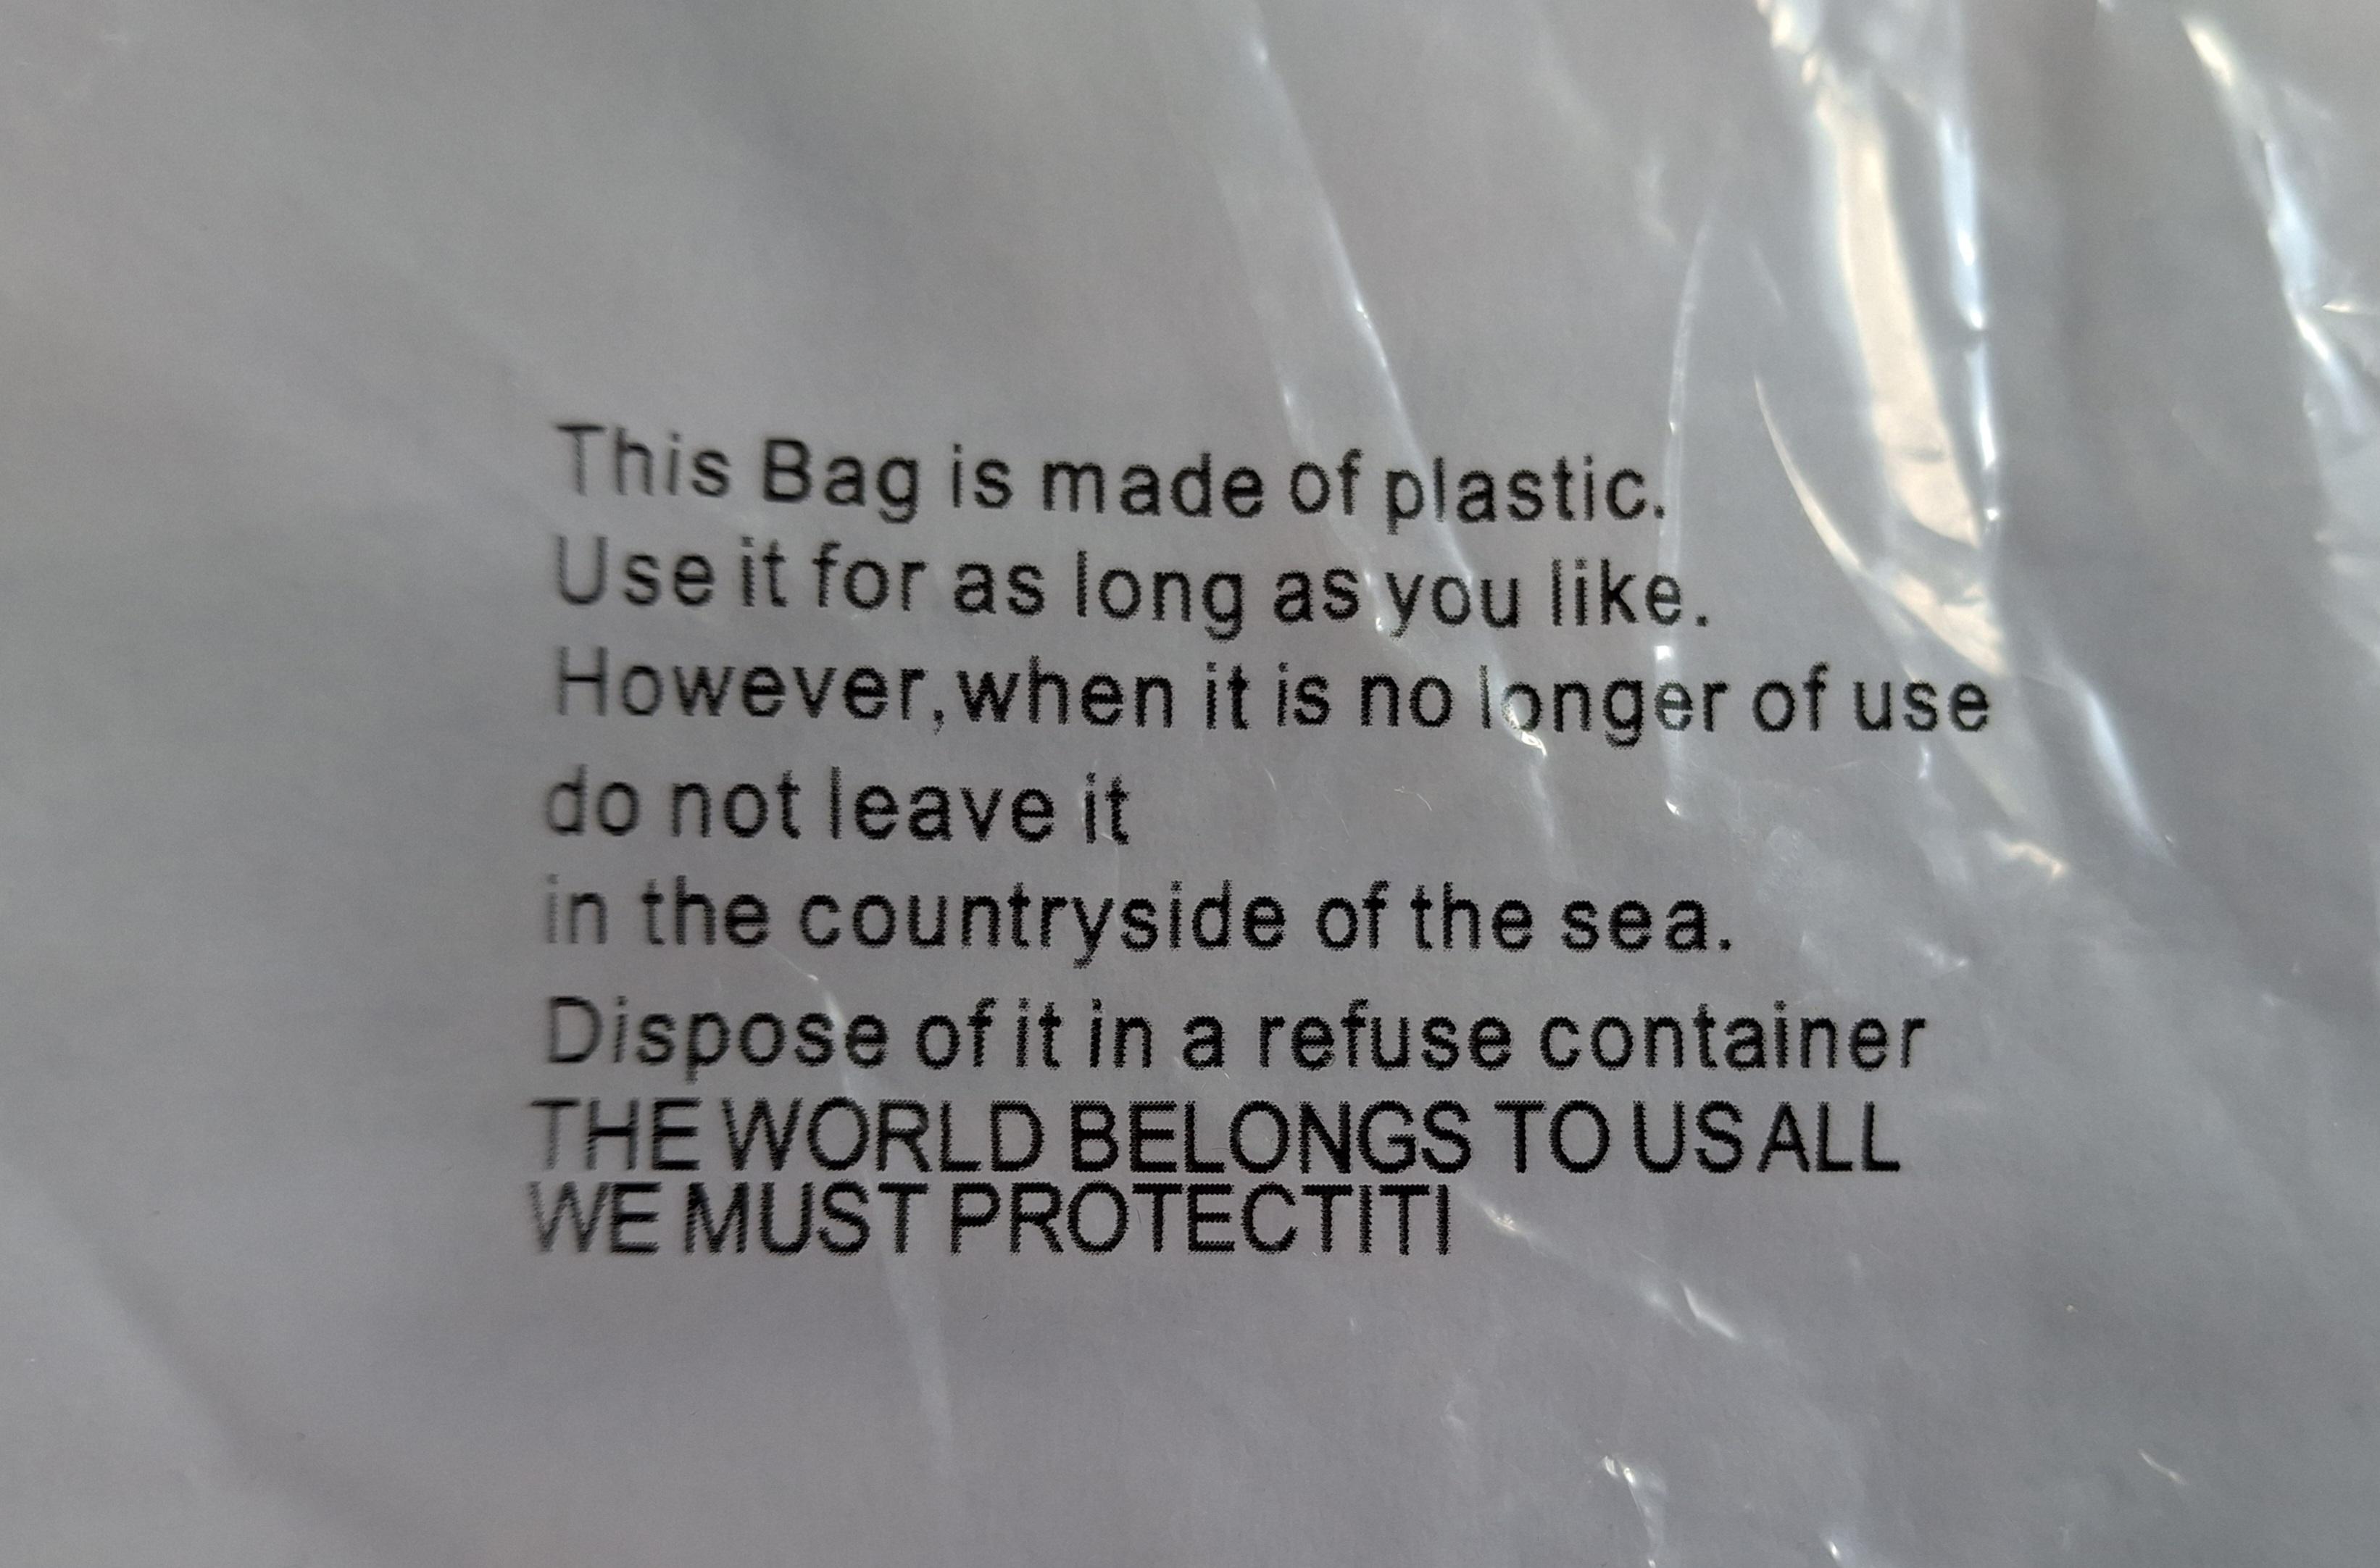 This Bag is made of plastic.
Use it for as long as you like.
However,when it is no longer of use
do not leave it
in the countryside of the sea.
Dispose of it in a refuse container
THE WORLD BELONGS TO US ALL
WE MUST PROTECTITI